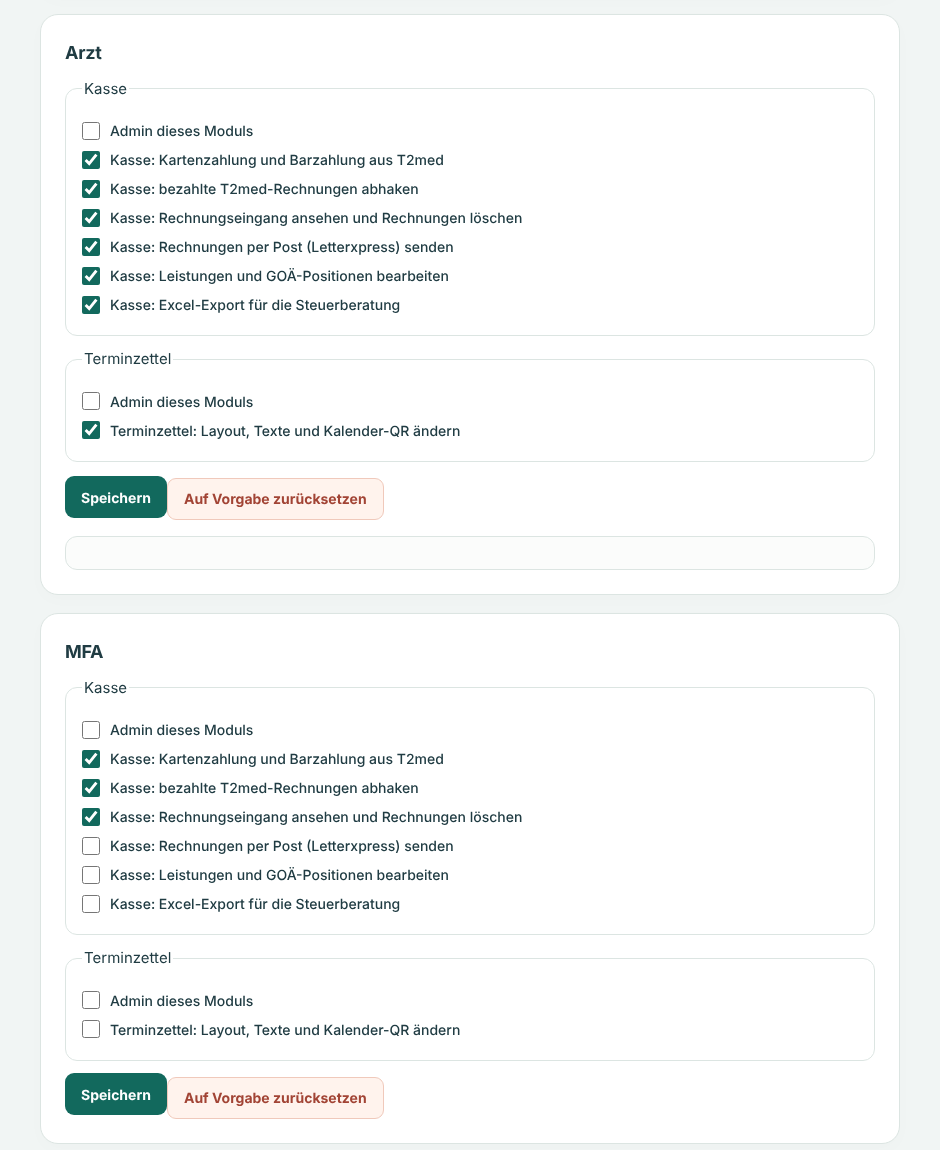 Arzt
Kasse
Admin dieses Moduls
Kasse: Kartenzahlung und Barzahlung aus T2med
Kasse: bezahlte T2med-Rechnungen abhaken
Kasse: Rechnungseingang ansehen und Rechnungen löschen
Kasse: Rechnungen per Post (Letterxpress) senden
Kasse: Leistungen und GOÄ-Positionen bearbeiten
Kasse: Excel-Export für die Steuerberatung
Terminzettel
Admin dieses Moduls
Terminzettel: Layout, Texte und Kalender-QR ändern
Speichern Auf Vorgabe zurücksetzen
MFA
Kasse
Admin dieses Moduls
Kasse: Kartenzahlung und Barzahlung aus T2med
Kasse: bezahlte T2med-Rechnungen abhaken
Kasse: Rechnungseingang ansehen und Rechnungen löschen
Kasse: Rechnungen per Post (Letterxpress) senden
Kasse: Leistungen und GOÄ-Positionen bearbeiten
Kasse: Excel-Export für die Steuerberatung
Terminzettel
Admin dieses Moduls
Terminzettel: Layout, Texte und Kalender-QR ändern
Speichern Auf Vorgabe zurücksetzen